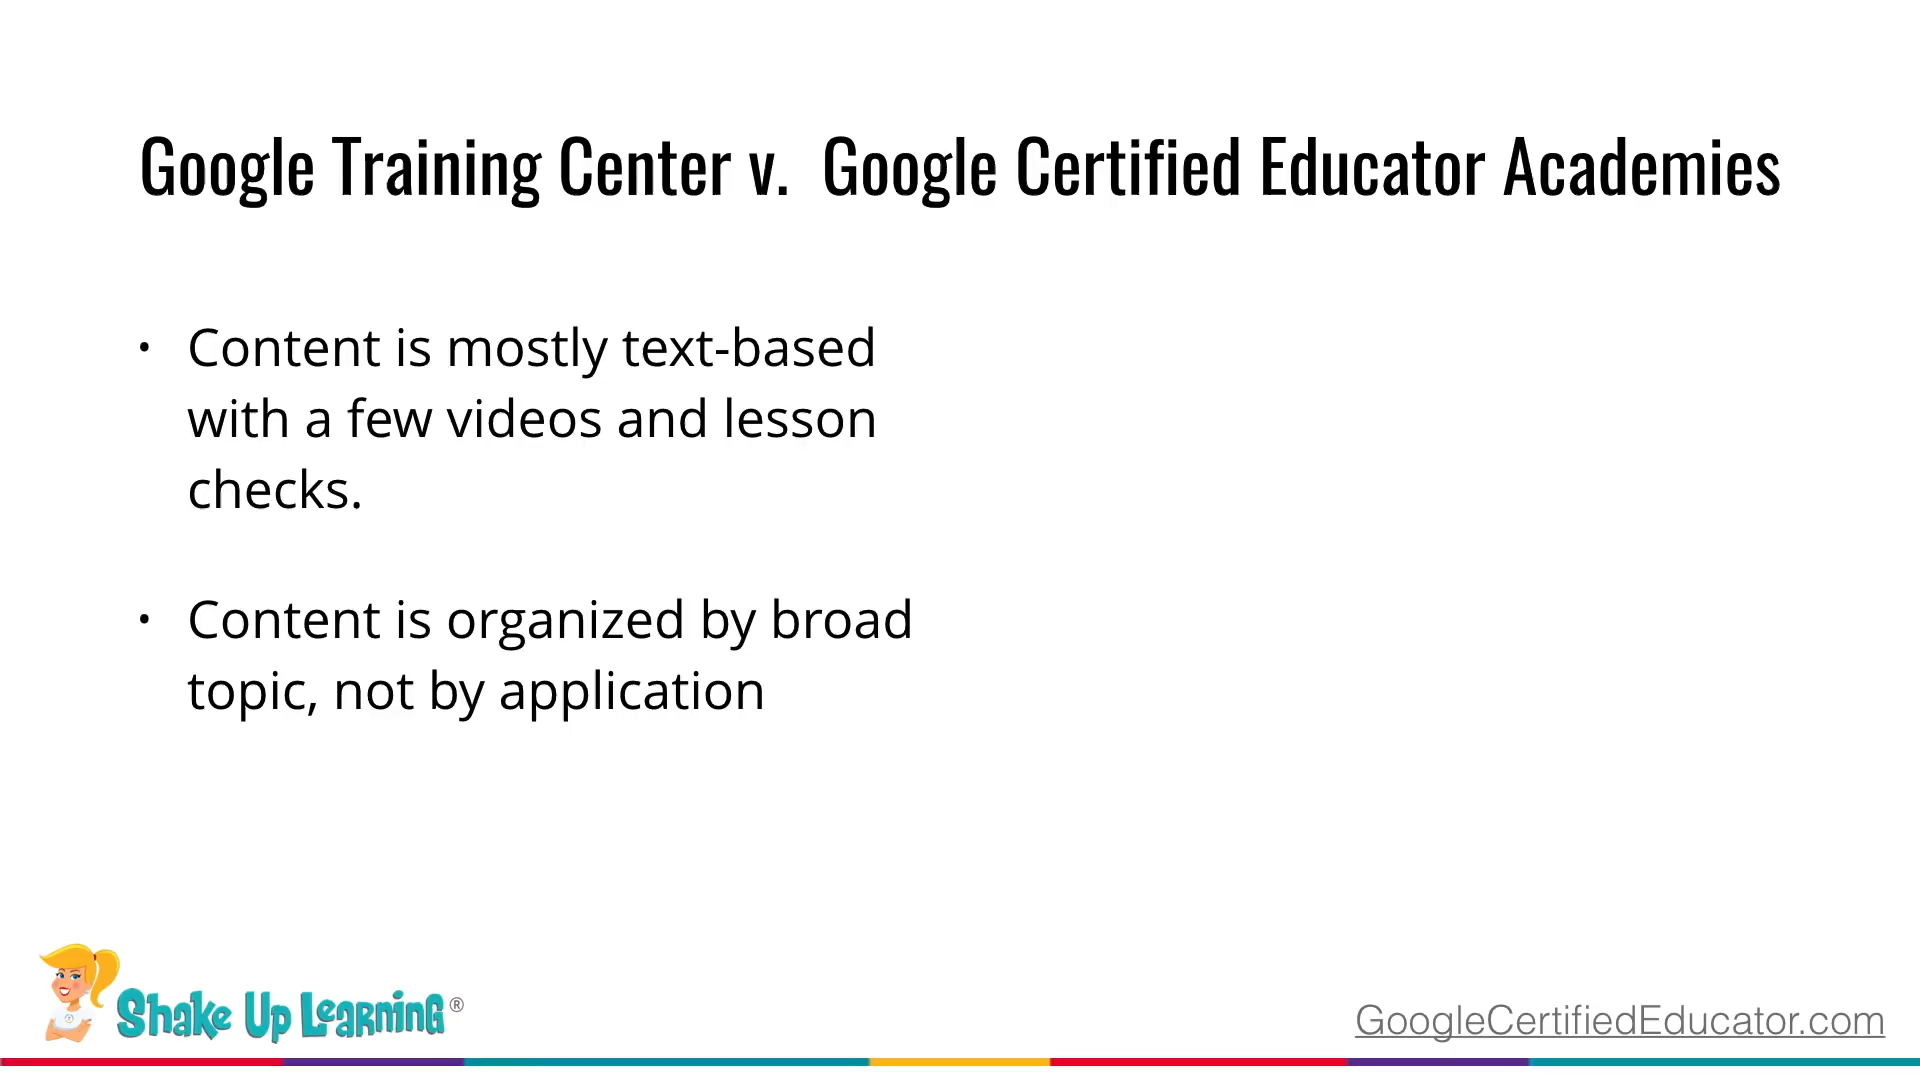 Google Training Center v. Google Certified Educator Academies
• Content is mostly text-based
with a few videos and lesson
checks.
• Content is organized by broad
topic, not by application
Shake Up Learning®
GoogleCertifiedEducator.com